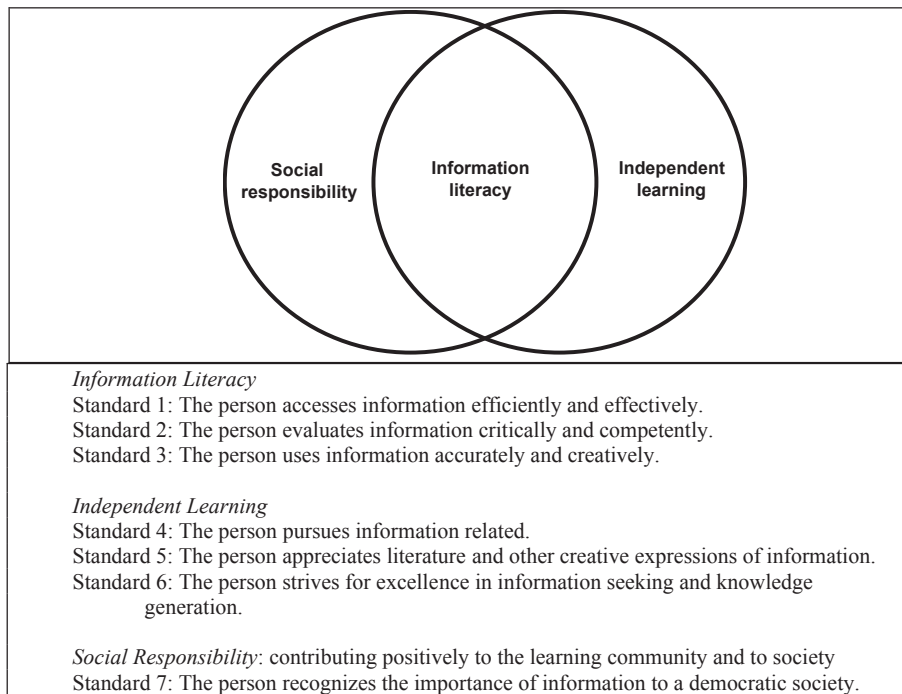 Social
responsibility
Information
literacy
Independent
learning
Information Literacy
Standard 1: The person accesses information efficiently and effectively.
Standard 2: The person evaluates information critically and competently.
Standard 3: The person uses information accurately and creatively.
Independent Learning
Standard 4: The person pursues information related.
Standard 5: The person appreciates literature and other creative expressions of information.
Standard 6: The person strives for excellence in information seeking and knowledge
generation.
Social Responsibility: contributing positively to the learning community and to society
Standard 7: The person recognizes the importance of information to a democratic society.